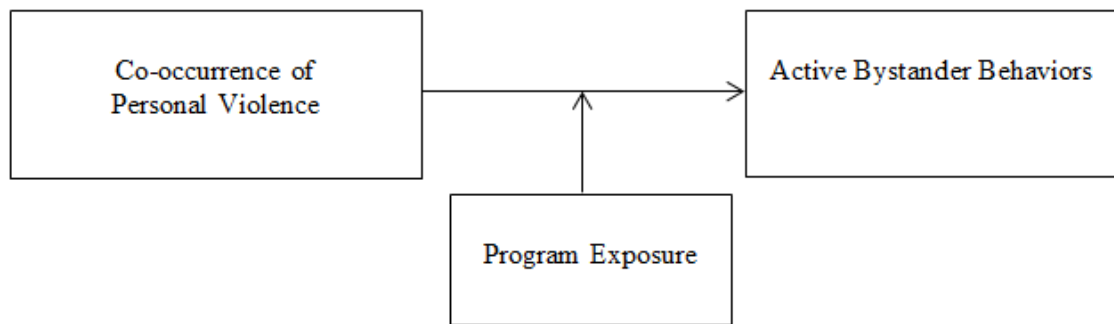 Co-occurrence of
Personal Violence
Active Bystander Behaviors
Program Exposure